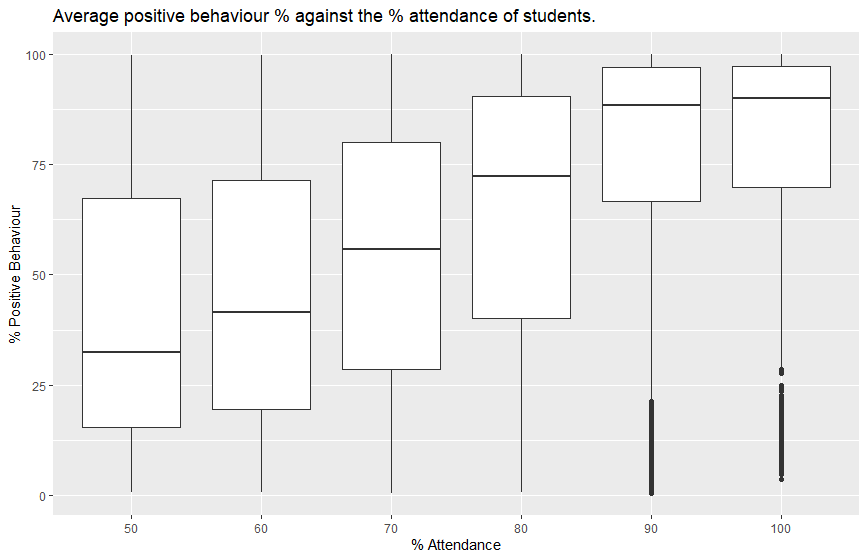 Average positive behaviour % against the % attendance of students.
100
75
50
25
0
% Positive Behaviour
50 60 70 80 90 100
% Attendance